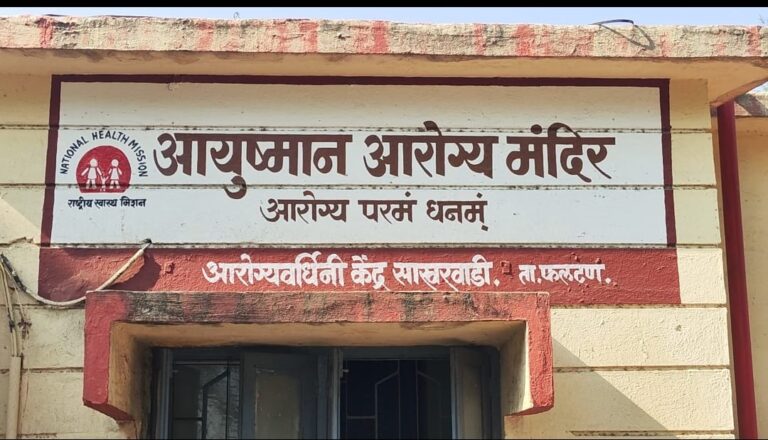 NATIONAL HEALTH MISSION
राष्ट्रीय स्वास्थ्य मिशन
आयुष्मान आरोग्य मंदिर
आरोग्य परमं धनमं्
आरोग्यवर्धिनी केंद्र साखरवाडी. ता.फलटण.